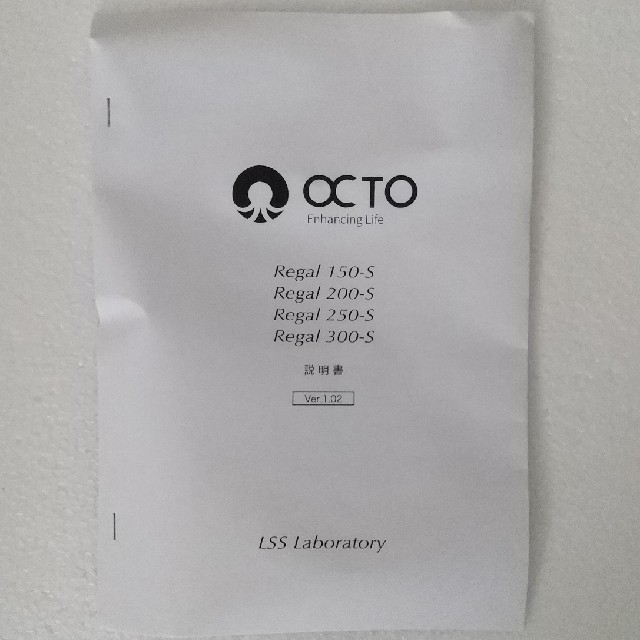 OCTO
Enhancing Life
Regal 150-S
Regal 200-S
Regal 250-S
Regal 300-S
説明書
Ver 1.02
LSS Laboratory